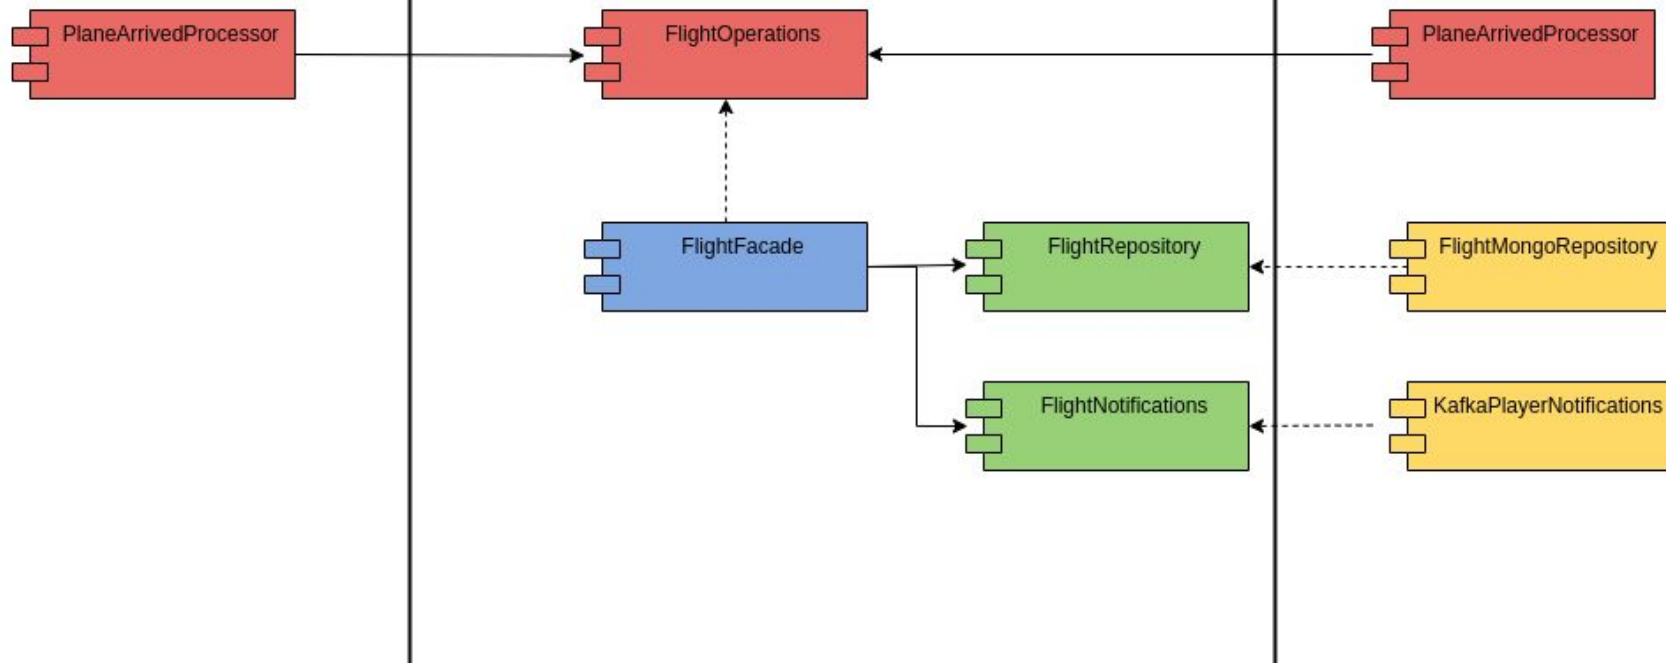 PlaneArrivedProcessor
FlightOperations
PlaneArrivedProcessor
FlightFacade
FlightRepository
FlightMongoRepository
FlightNotifications
KafkaPlayerNotifications